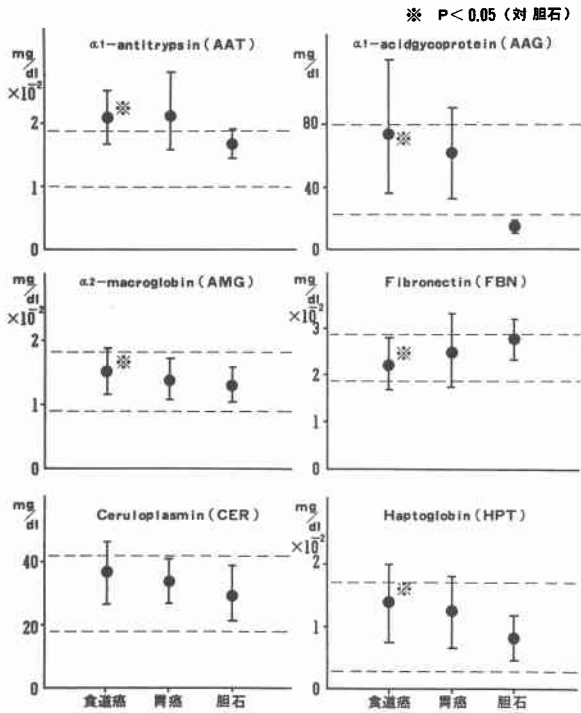 ※ P<0.05 (対 胆石)
α1-antitrypsin (AAT)
mg/dl
×10⁻²
2
1
0
※
α1-acidgycoprotein (AAG)
mg/dl
80
40
0
※
α2-macroglobin (AMG)
mg/dl
×10⁻²
2
1
0
※
Fibronectin (FBN)
mg/dl
×10⁻²
3
2
1
0
※
Ceruloplasmin (CER)
mg/dl
40
20
0
食道癌 胃癌 胆石
Haptoglobin (HPT)
mg/dl
×10⁻²
2
1
0
※
食道癌 胃癌 胆石